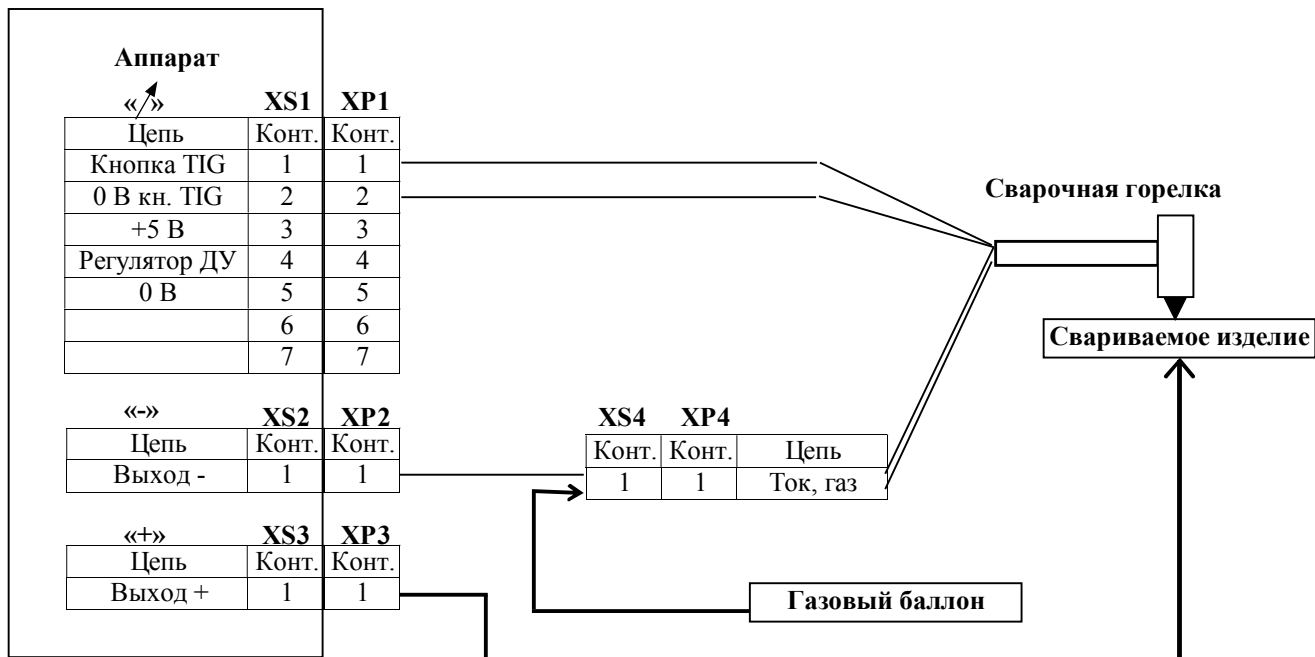 Аппарат
«/» XS1 XP1
Цепь Конт. Конт.
Кнопка TIG 1 1
0 В кн. TIG 2 2
+5 В 3 3
Регулятор ДУ 4 4
0 В 5 5
6 6
7 7
Сварочная горелка
Свариваемое изделие
«-» XS2 XP2
Цепь Конт. Конт.
Выход - 1 1
XS4 XP4
Конт. Конт. Цепь
1 1 Ток, газ
«+» XS3 XP3
Цепь Конт. Конт.
Выход + 1 1
Газовый баллон